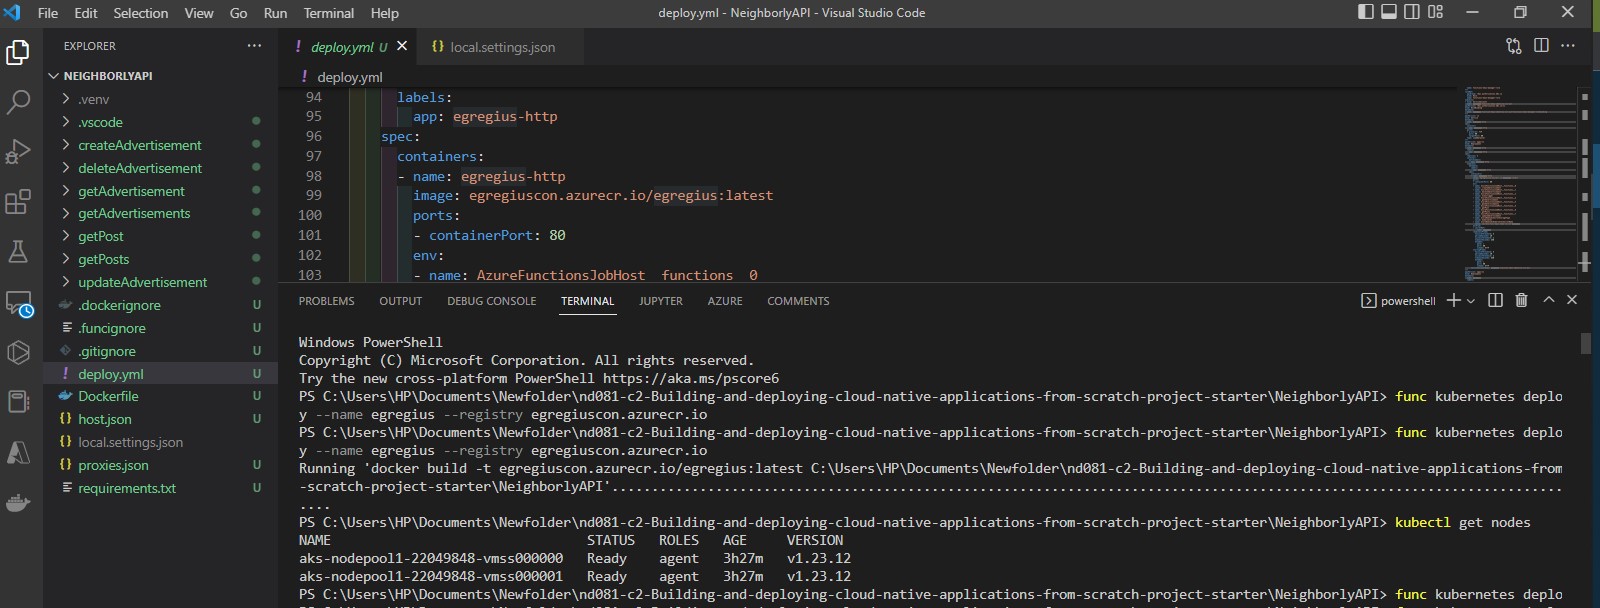 File Edit Selection View Go Run Terminal Help
deploy.yml - NeighborlyAPI - Visual Studio Code
EXPLORER
NEIGHBORLYAPI
.venv
.vscode
createAdvertisement
deleteAdvertisement
getAdvertisement
getAdvertisements
getPost
getPosts
updateAdvertisement
.dockerignore U
.funcignore U
.gitignore U
! deploy.yml U
Dockerfile U
{} host.json U
{} local.settings.json
{} proxies.json U
requirements.txt U
! deploy.yml U
{} local.settings.json
! deploy.yml
94 labels:
95 app: egregius-http
96 spec:
97 containers:
98 - name: egregius-http
99 image: egregiuscon.azurecr.io/egregius:latest
100 ports:
101 - containerPort: 80
102 env:
103 - name: AzureFunctionsJobHost__functions__0
PROBLEMS OUTPUT DEBUG CONSOLE TERMINAL JUPYTER AZURE COMMENTS
powershell
Windows PowerShell
Copyright (C) Microsoft Corporation. All rights reserved.
Try the new cross-platform PowerShell https://aka.ms/pscore6
PS C:\Users\HP\Documents\Newfolder\nd081-c2-Building-and-deploying-cloud-native-applications-from-scratch-project-starter\NeighborlyAPI> func kubernetes deplo
y --name egregius --registry egregiuscon.azurecr.io
PS C:\Users\HP\Documents\Newfolder\nd081-c2-Building-and-deploying-cloud-native-applications-from-scratch-project-starter\NeighborlyAPI> func kubernetes deplo
y --name egregius --registry egregiuscon.azurecr.io
Running 'docker build -t egregiuscon.azurecr.io/egregius:latest C:\Users\HP\Documents\Newfolder\nd081-c2-Building-and-deploying-cloud-native-applications-from
-scratch-project-starter\NeighborlyAPI'.......................................................................................................................
....
PS C:\Users\HP\Documents\Newfolder\nd081-c2-Building-and-deploying-cloud-native-applications-from-scratch-project-starter\NeighborlyAPI> kubectl get nodes
NAME STATUS ROLES AGE VERSION
aks-nodepool1-22049848-vmss000000 Ready agent 3h27m v1.23.12
aks-nodepool1-22049848-vmss000001 Ready agent 3h27m v1.23.12
PS C:\Users\HP\Documents\Newfolder\nd081-c2-Building-and-deploying-cloud-native-applications-from-scratch-project-starter\NeighborlyAPI> func kubernetes deplo